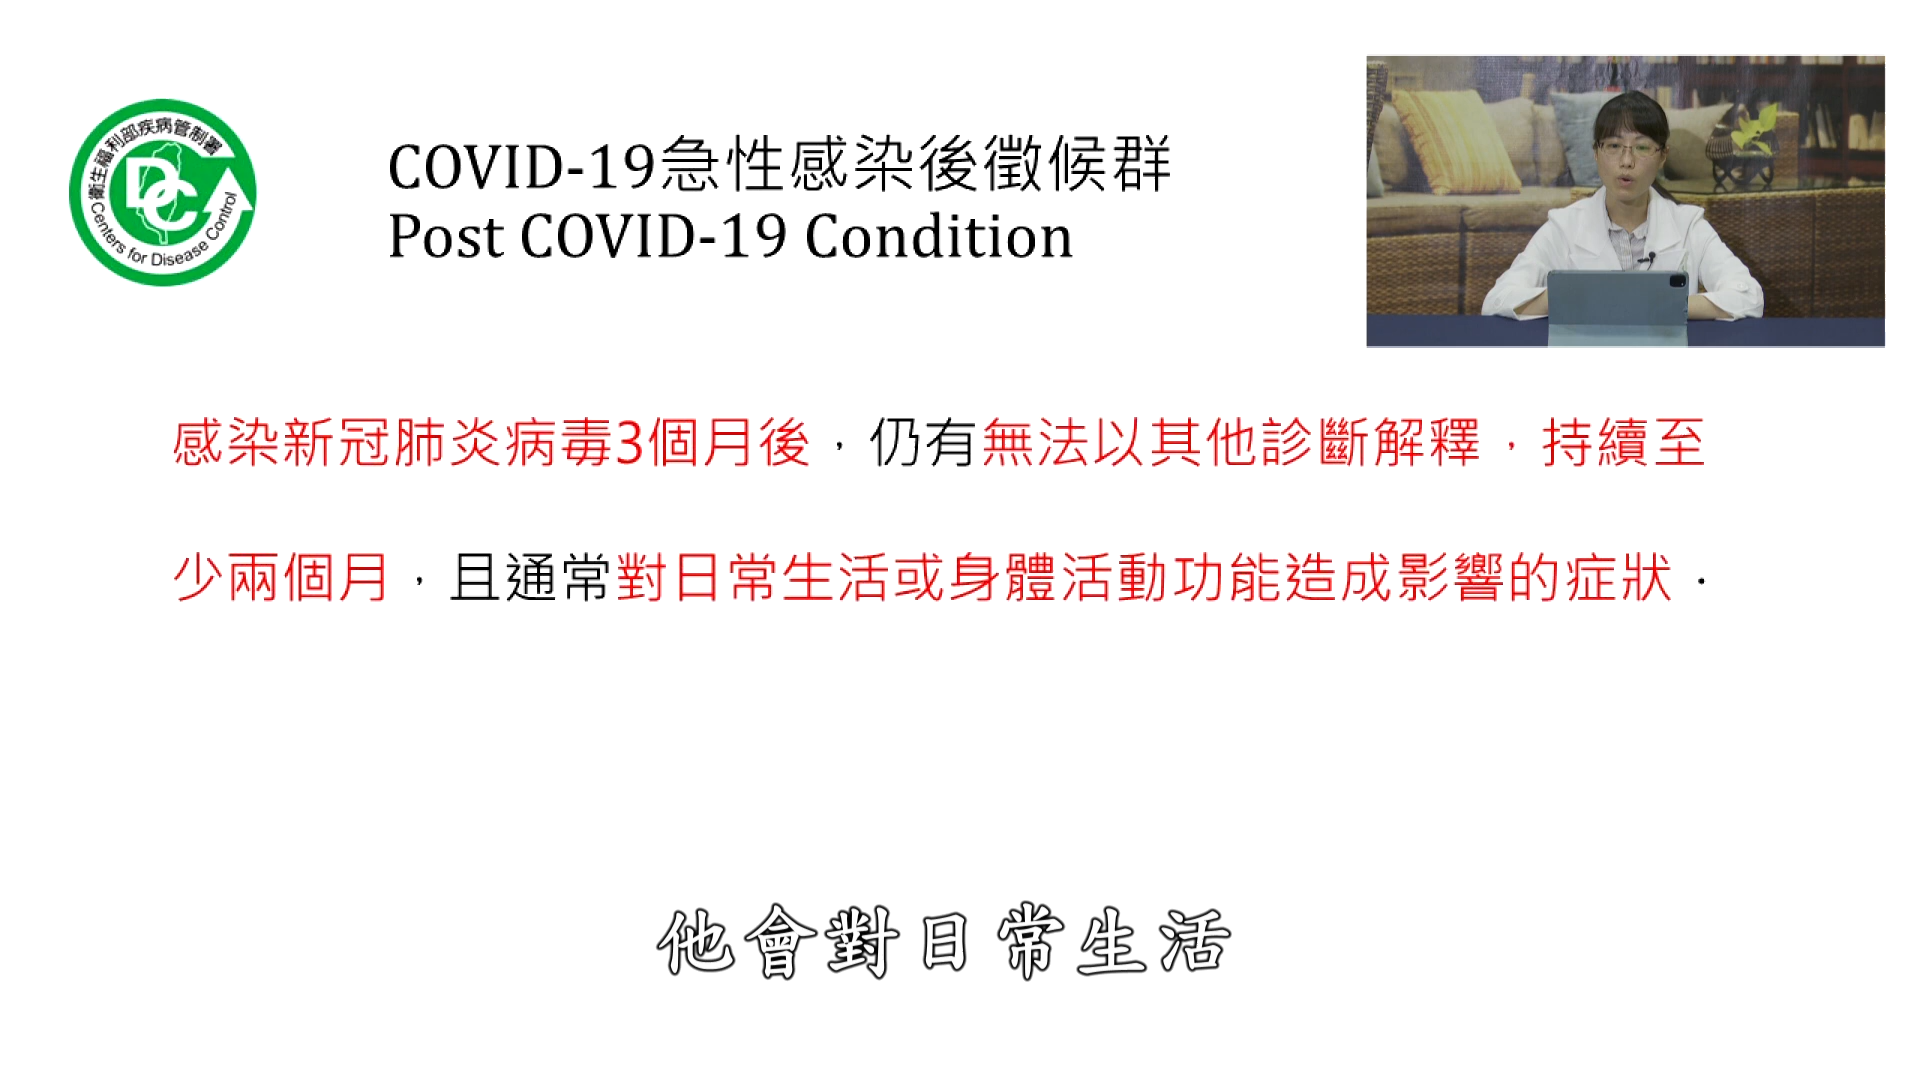 衛生福利部疾病管制署
CDC
Centers for Disease Control
COVID-19急性感染後徵候群
Post COVID-19 Condition
感染新冠肺炎病毒3個月後，仍有無法以其他診斷解釋，持續至
少兩個月，且通常對日常生活或身體活動功能造成影響的症狀．
他會對日常生活